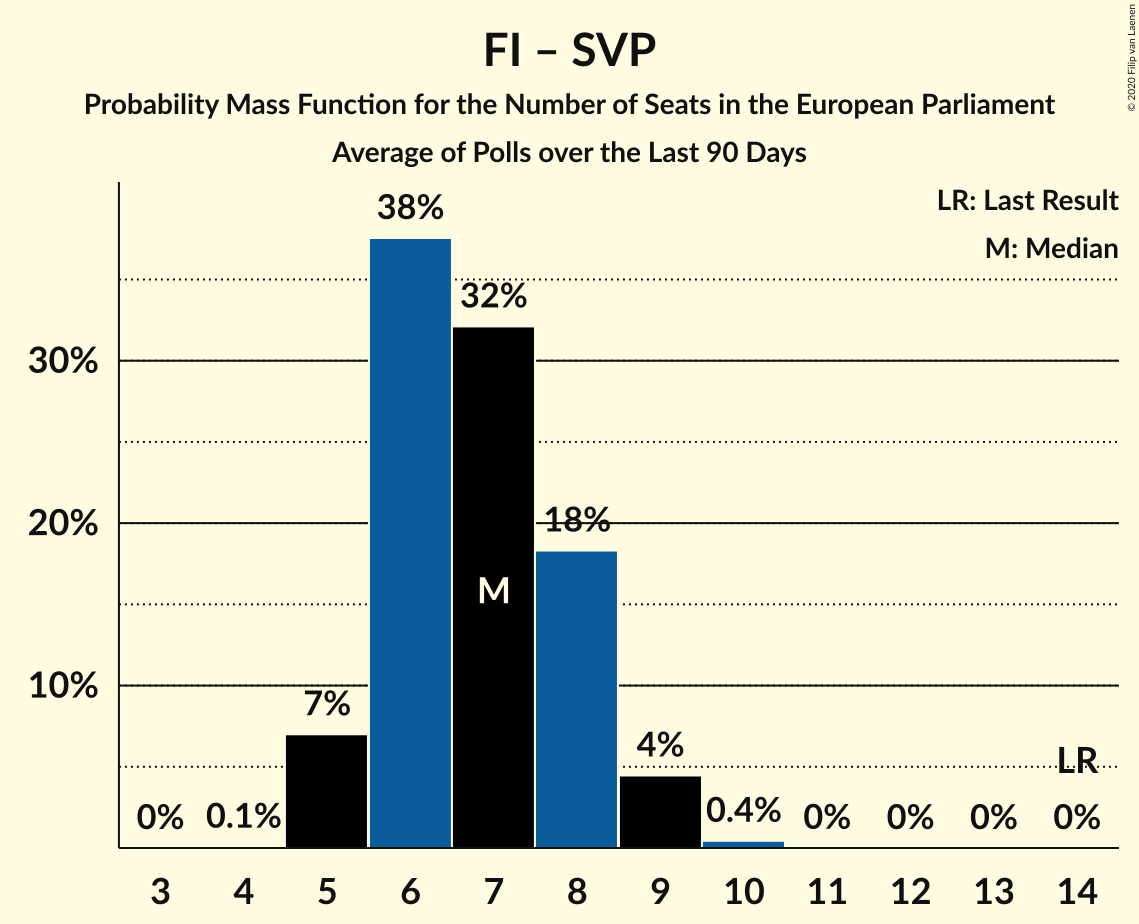 FI – SVP
Probability Mass Function for the Number of Seats in the European Parliament
Average of Polls over the Last 90 Days
© 2020 Filip van Laenen
LR: Last Result
M: Median
38%
32%
30%
20%
18%
M
10%
7%
4%
LR
0% 0.1% 0.4% 0% 0% 0% 0%
3 4 5 6 7 8 9 10 11 12 13 14